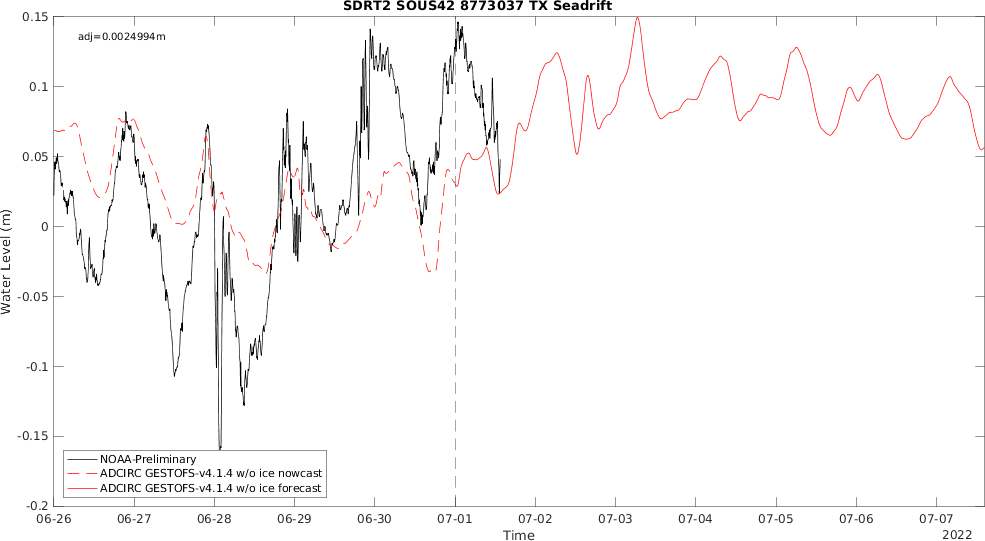 SDRT2 SOUS42 8773037 TX Seadrift
adj=0.0024994m
0.15
0.1
0.05
0
-0.05
-0.1
-0.15
-0.2
Water Level (m)
NOAA-Preliminary
ADCIRC GESTOFS-v4.1.4 w/o ice nowcast
ADCIRC GESTOFS-v4.1.4 w/o ice forecast
06-26 06-27 06-28 06-29 06-30 07-01 07-02 07-03 07-04 07-05 07-06 07-07
Time
2022